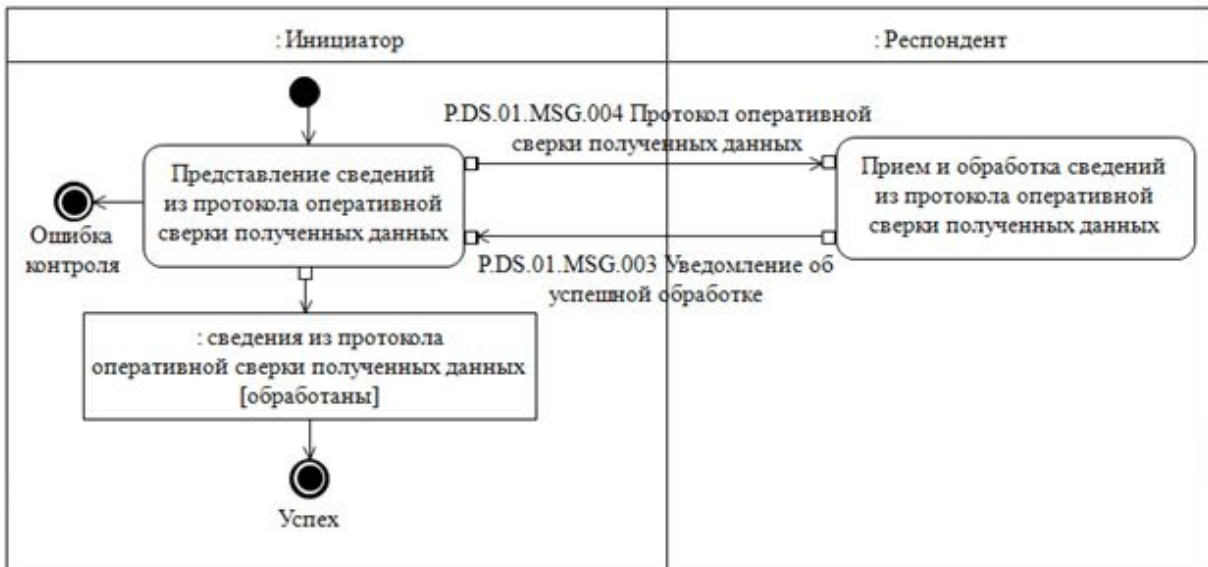 : Инициатор
: Респондент
P.DS.01.MSG.004 Протокол оперативной
сверки полученных данных
Представление сведений
из протокола оперативной
сверки полученных данных
Прием и обработка сведений
из протокола оперативной
сверки полученных данных
Ошибка
контроля
P.DS.01.MSG.003 Уведомление об
успешной обработке
: сведения из протокола
оперативной сверки полученных данных
[обработаны]
Успех